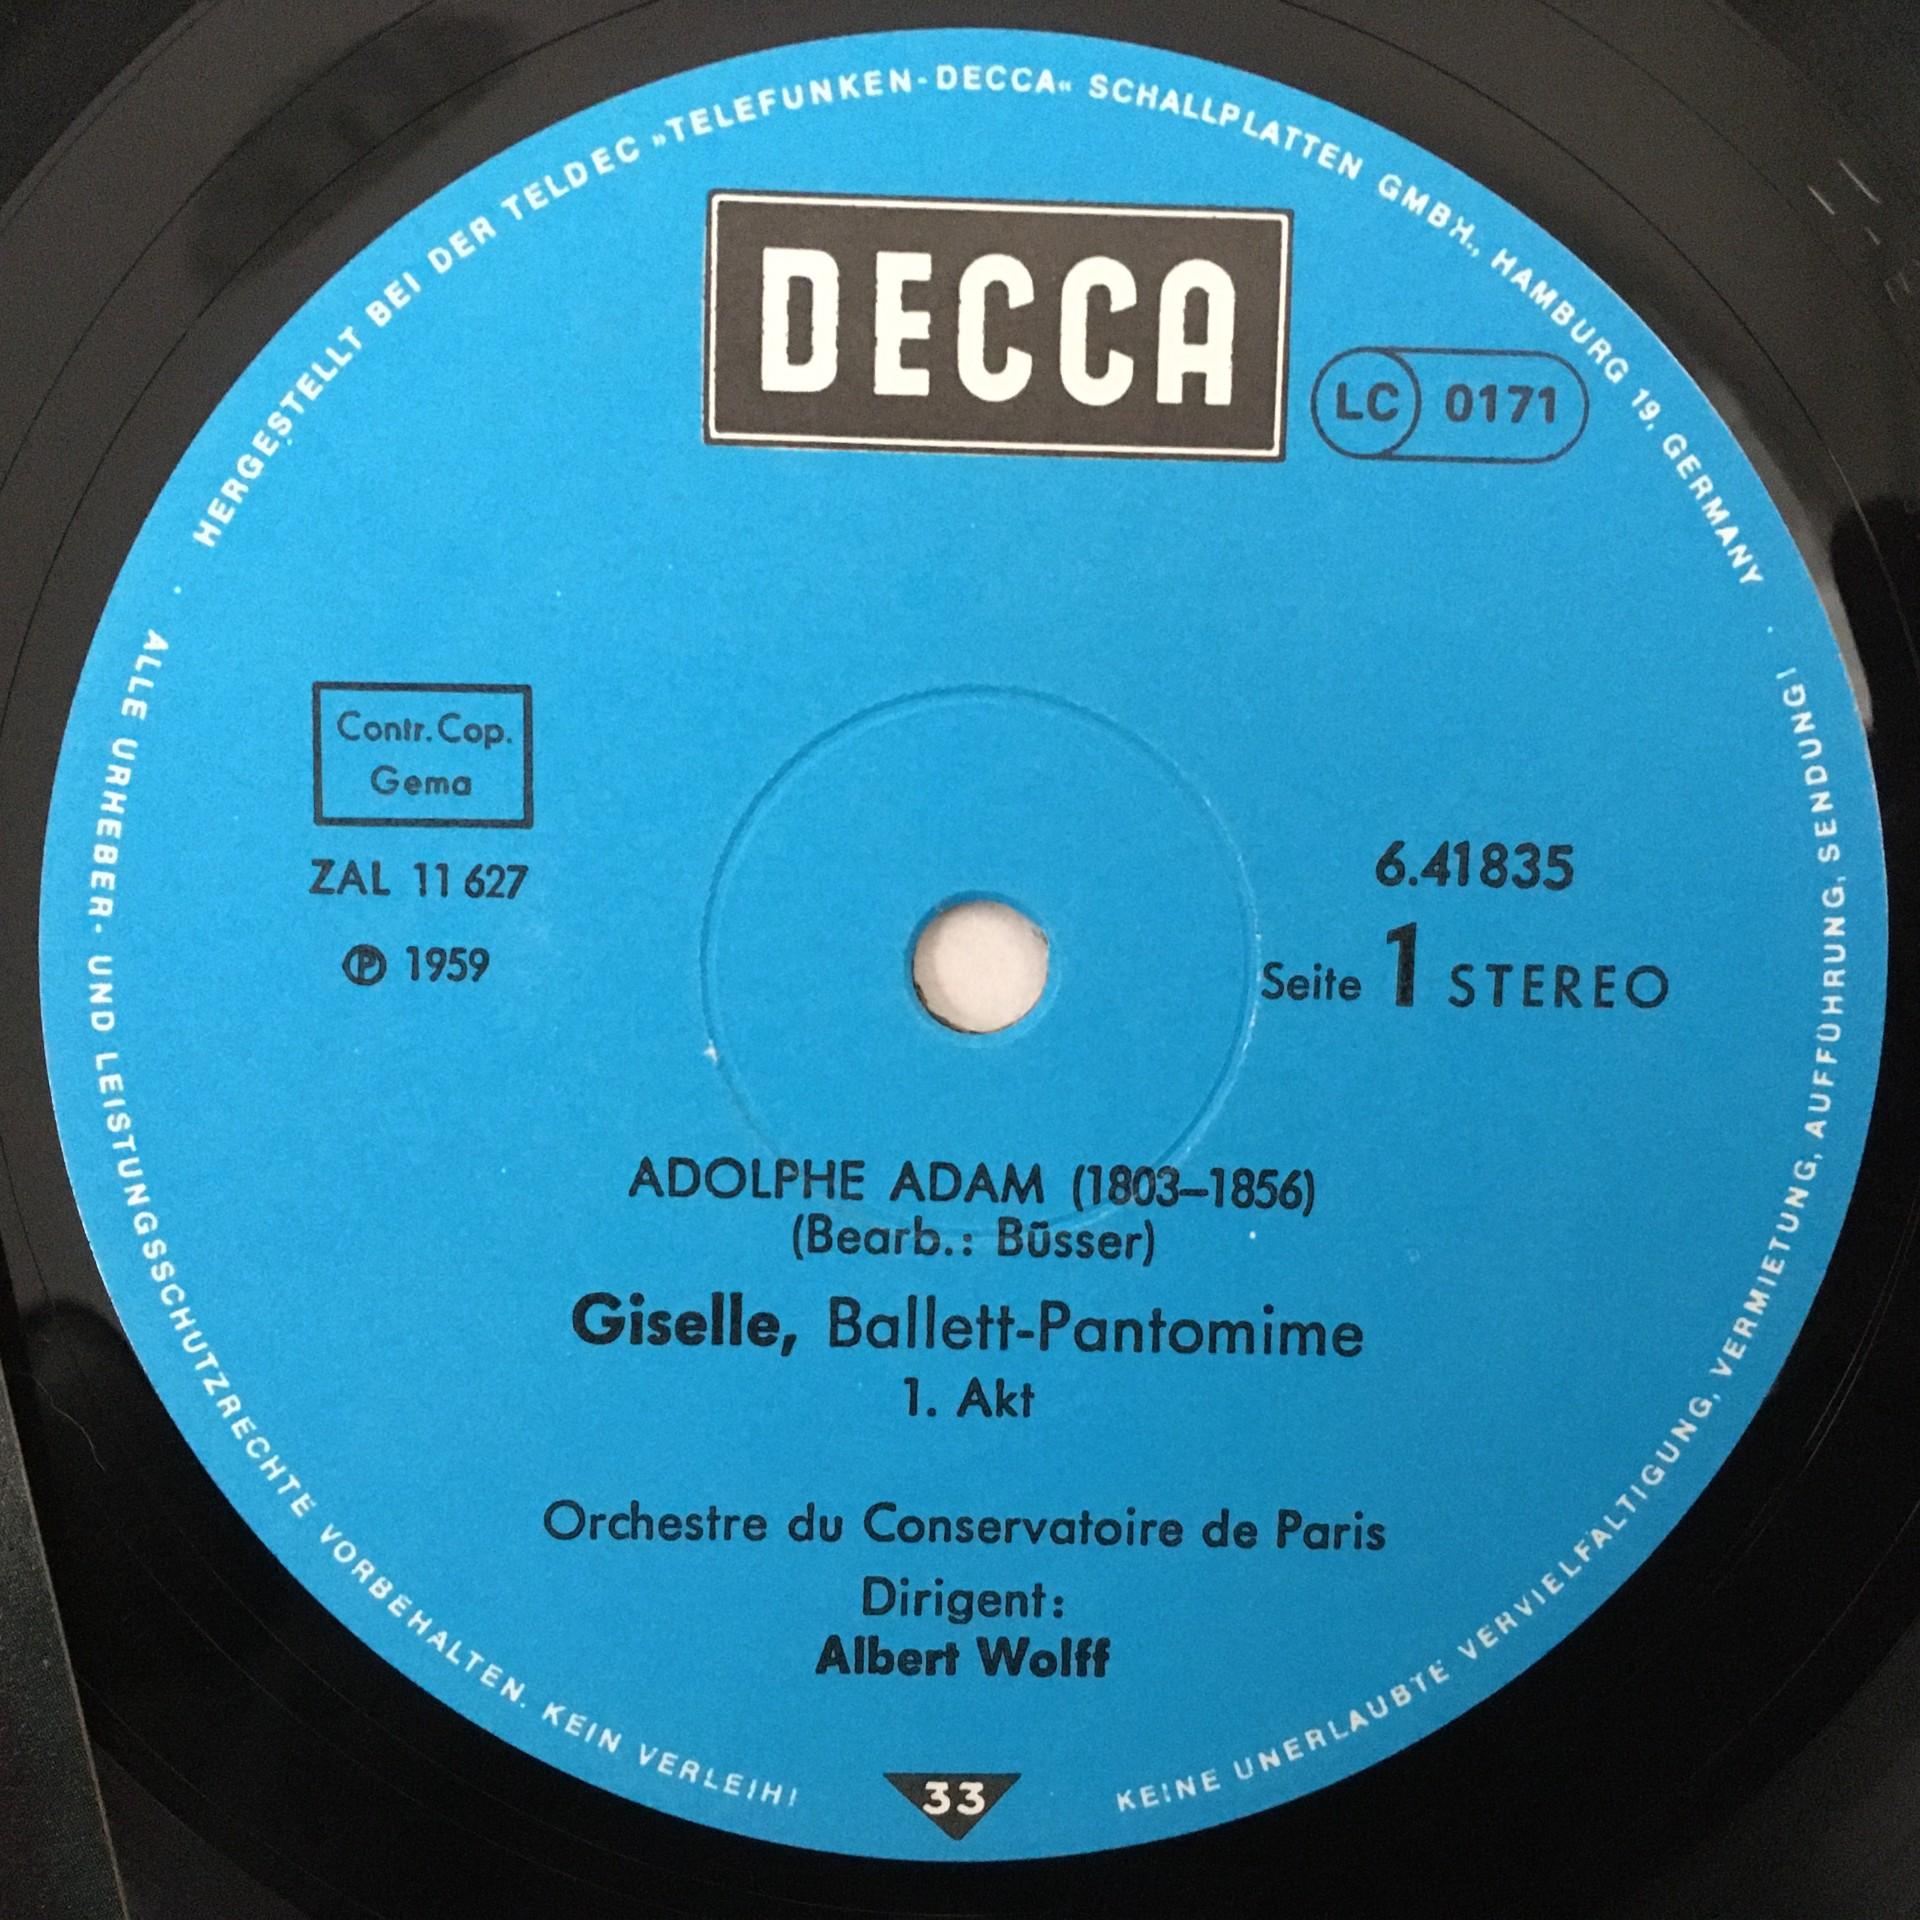 HERGESTELLT BEI DER TELDEC »TELEFUNKEN-DECCA« SCHALLPLATTEN GMBH., HAMBURG 19, GERMANY
DECCA
LC 0171
Contr. Cop.
Gema
ZAL 11 627
℗ 1959
6.41835
Seite 1 STEREO
ADOLPHE ADAM (1803–1856)
(Bearb.: Büsser)
Giselle, Ballett-Pantomime
1. Akt
Orchestre du Conservatoire de Paris
Dirigent:
Albert Wolff
33
ALLE URHEBER- UND LEISTUNGSSCHUTZRECHTE VORBEHALTEN. KEIN VERLEIH!
KEINE UNERLAUBTE VERVIELFÄLTIGUNG, VERMIETUNG, AUFFÜHRUNG, SENDUNG!